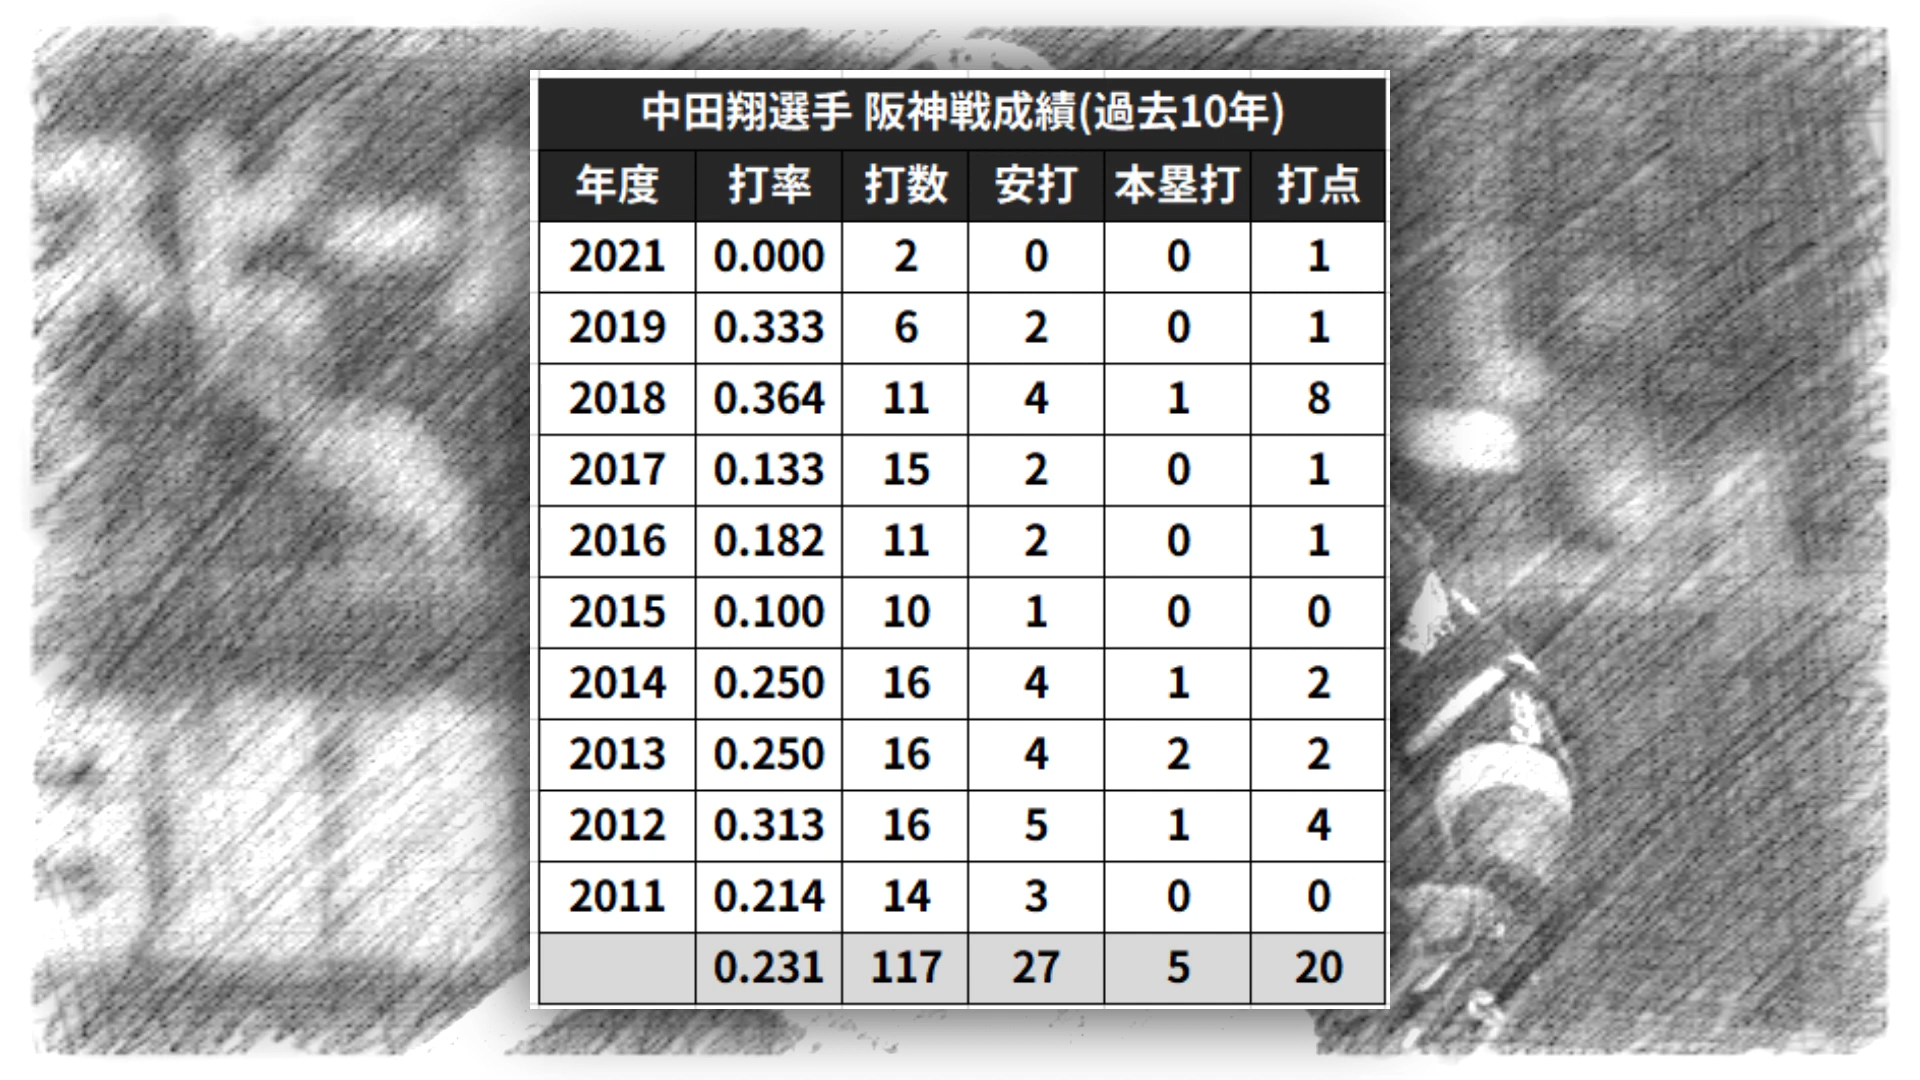 中田翔選手 阪神戦成績(過去10年)
年度 打率 打数 安打 本塁打 打点
2021 0.000 2 0 0 1
2019 0.333 6 2 0 1
2018 0.364 11 4 1 8
2017 0.133 15 2 0 1
2016 0.182 11 2 0 1
2015 0.100 10 1 0 0
2014 0.250 16 4 1 2
2013 0.250 16 4 2 2
2012 0.313 16 5 1 4
2011 0.214 14 3 0 0
0.231 117 27 5 20